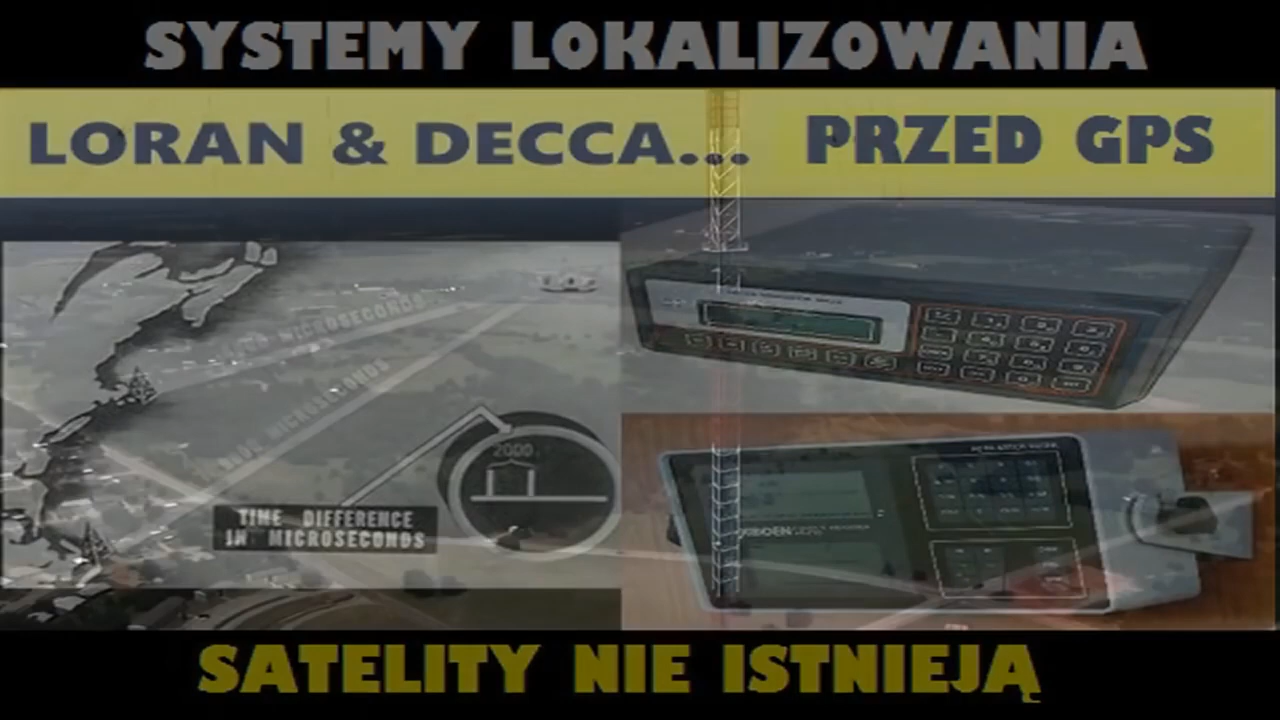 SYSTEMY LOKALIZOWANIA
LORAN & DECCA... PRZED GPS
MICROSECONDS
MICROSECONDS
2000
TIME DIFFERENCE
IN MICROSECONDS
SATELITY NIE ISTNIEJĄ